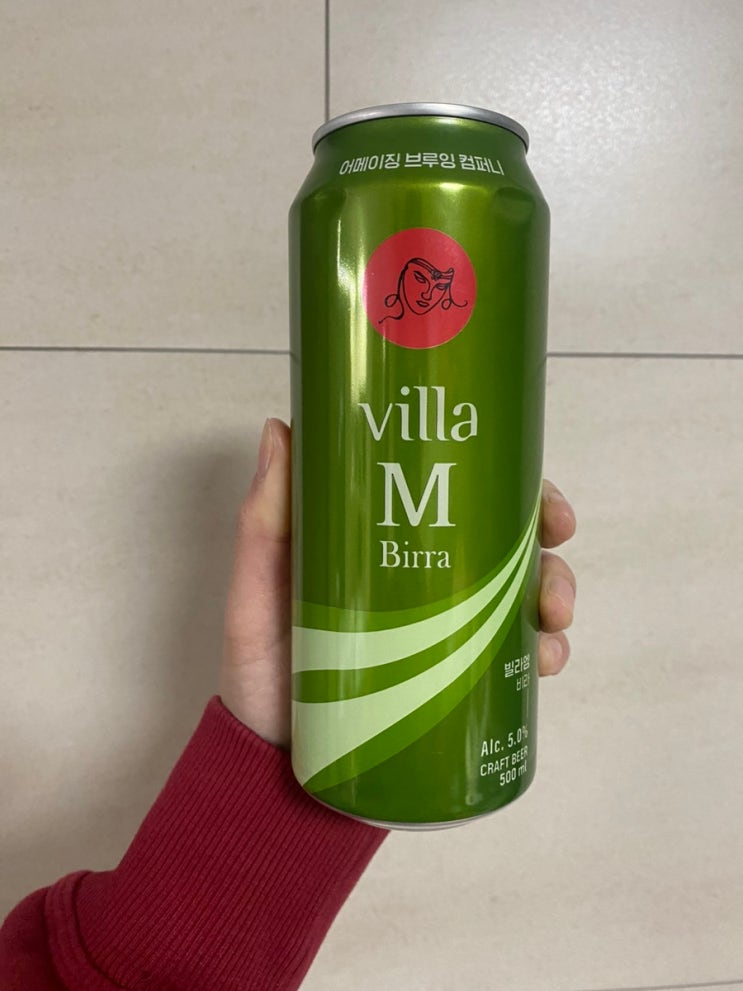 어메이징 브루잉 컴퍼니
villa
M
Birra
빌라엠
비라
Alc. 5.0%
CRAFT BEER
500 ml